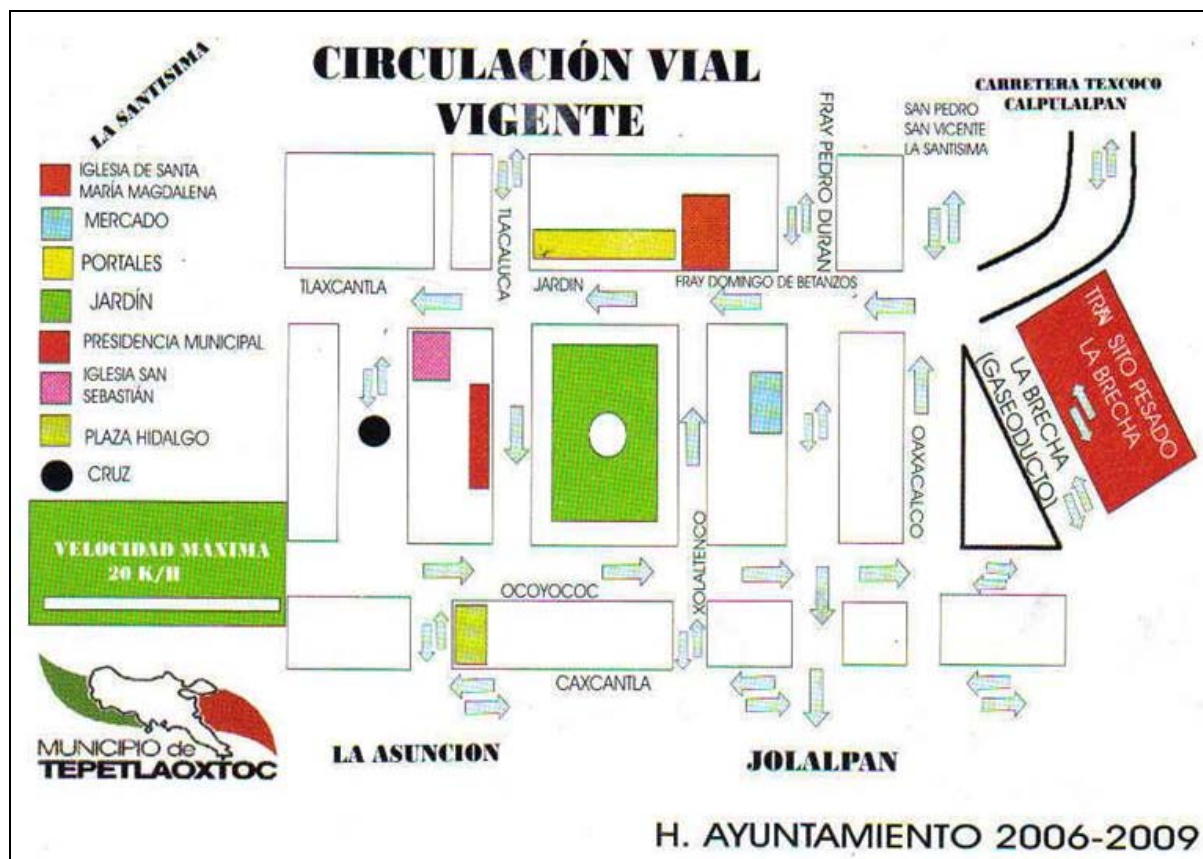 CIRCULACIÓN VIAL
VIGENTE
LA SANTISIMA
IGLESIA DE SANTA
MARÍA MAGDALENA
MERCADO
PORTALES
JARDÍN
PRESIDENCIA MUNICIPAL
IGLESIA SAN
SEBASTIÁN
PLAZA HIDALGO
CRUZ
VELOCIDAD MÁXIMA
20 K/H
MUNICIPIO de
TEPETLAOXTOC
TLACALUCA
FRAY PEDRO DURAN
SAN PEDRO
SAN VICENTE
LA SANTISIMA
CARRETERA TEXCOCO
CALPULALPAN
TLAXCANTLA
JARDIN
FRAY DOMINGO DE BETANZOS
TRAN SITO PESADO
LA BRECHA
LA BRECHA
(GASEODUCTO)
OAXACALCO
XOLALTENCO
OCOYOCOC
CAXCANTLA
LA ASUNCION
JOLALPAN
H. AYUNTAMIENTO 2006-2009